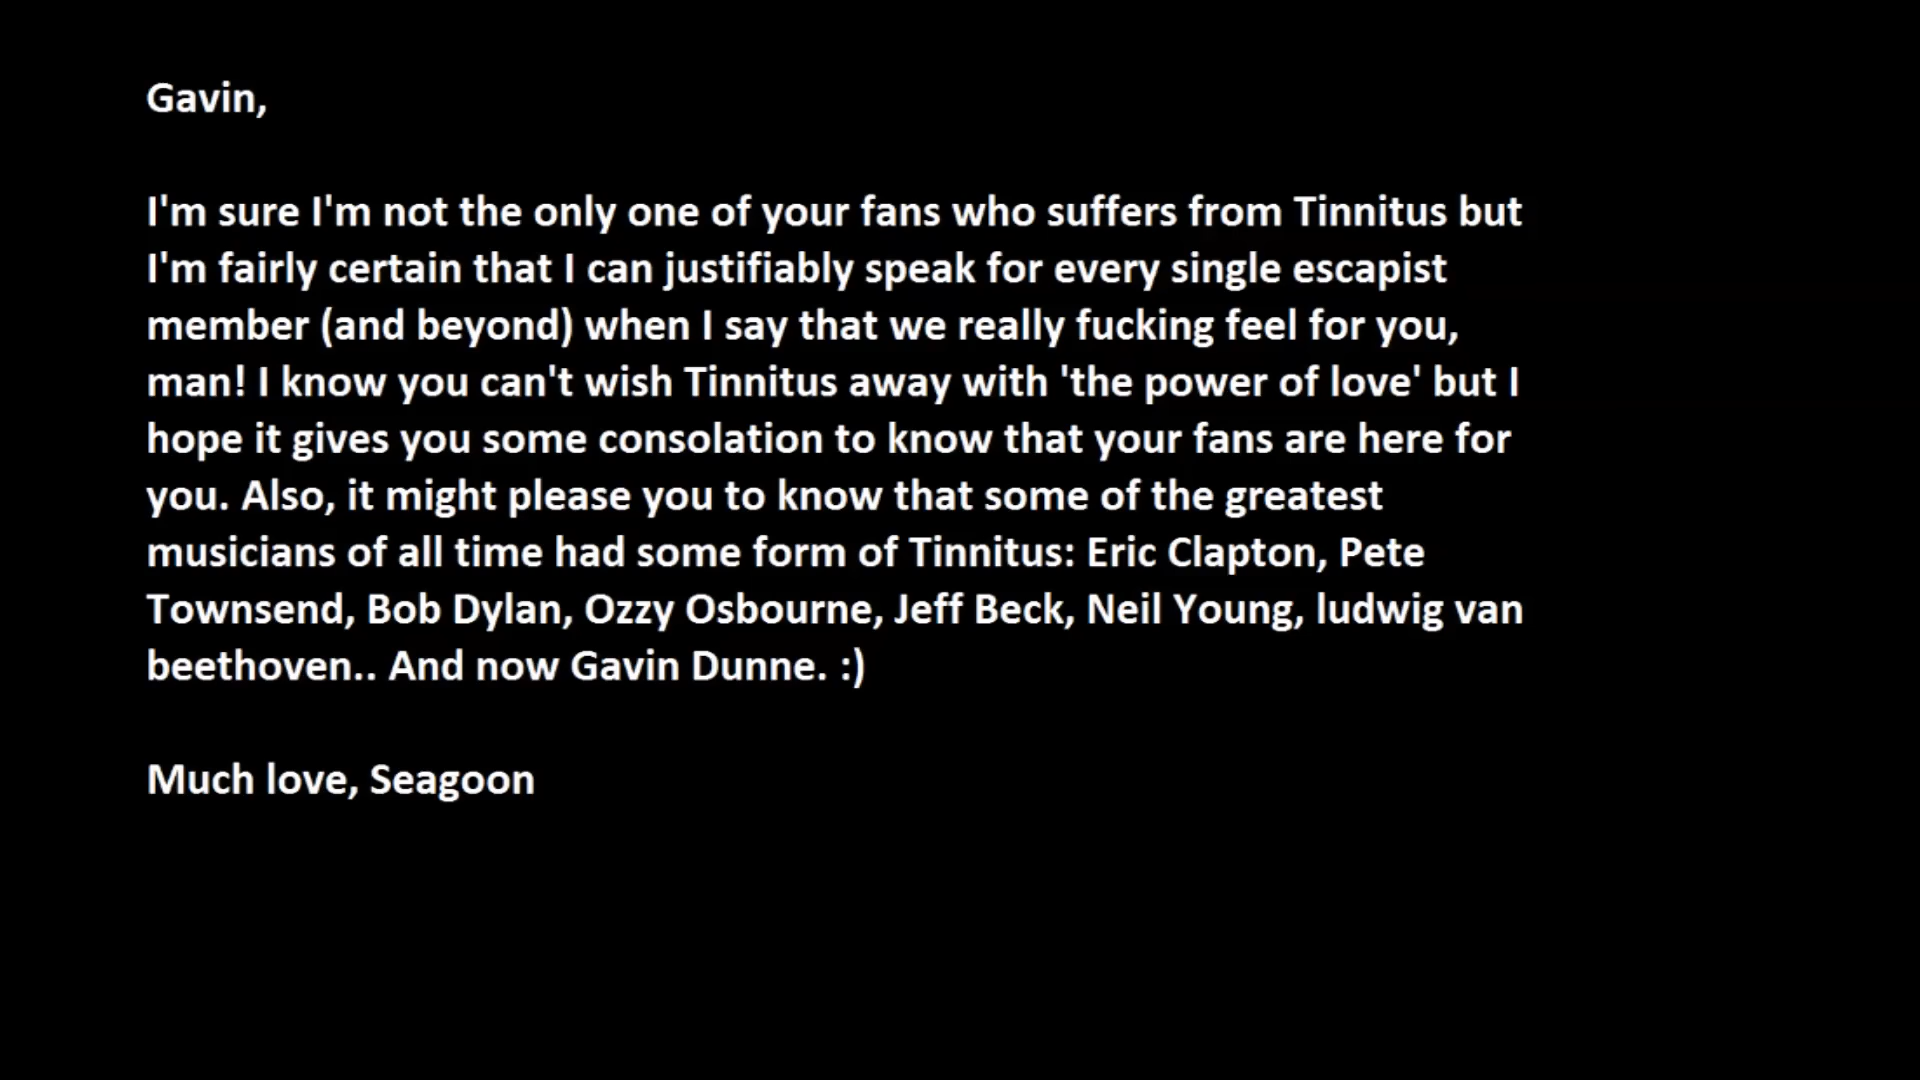 Gavin,
I'm sure I'm not the only one of your fans who suffers from Tinnitus but
I'm fairly certain that I can justifiably speak for every single escapist
member (and beyond) when I say that we really fucking feel for you,
man! I know you can't wish Tinnitus away with 'the power of love' but I
hope it gives you some consolation to know that your fans are here for
you. Also, it might please you to know that some of the greatest
musicians of all time had some form of Tinnitus: Eric Clapton, Pete
Townsend, Bob Dylan, Ozzy Osbourne, Jeff Beck, Neil Young, ludwig van
beethoven.. And now Gavin Dunne. :)
Much love, Seagoon